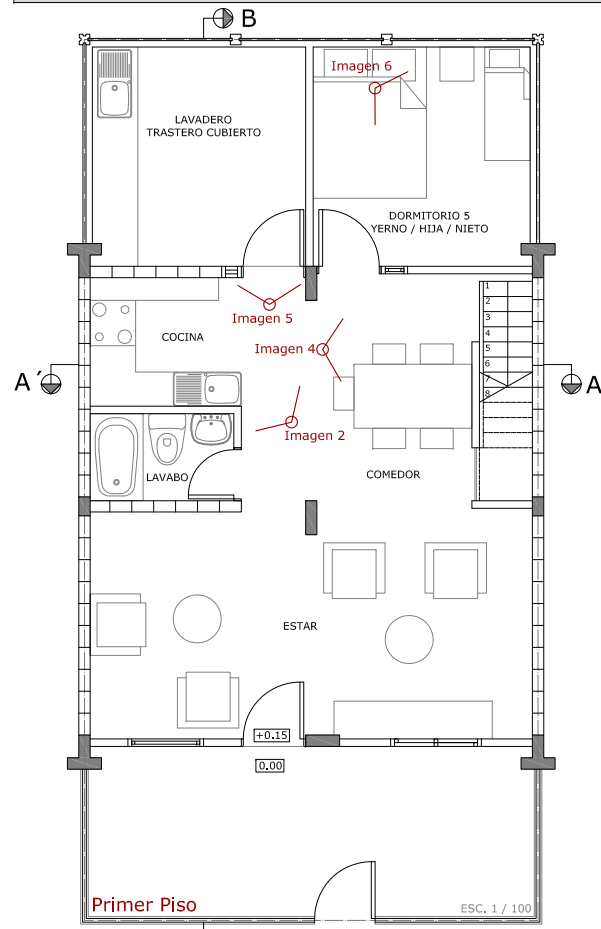 B
Imagen 6
LAVADERO
TRASTERO CUBIERTO
DORMITORIO 5
YERNO / HIJA / NIETO
1
2
3
4
5
6
7
8
Imagen 5
COCINA
Imagen 4
A´
A
Imagen 2
LAVABO
COMEDOR
ESTAR
+0.15
0.00
Primer Piso
ESC. 1 / 100